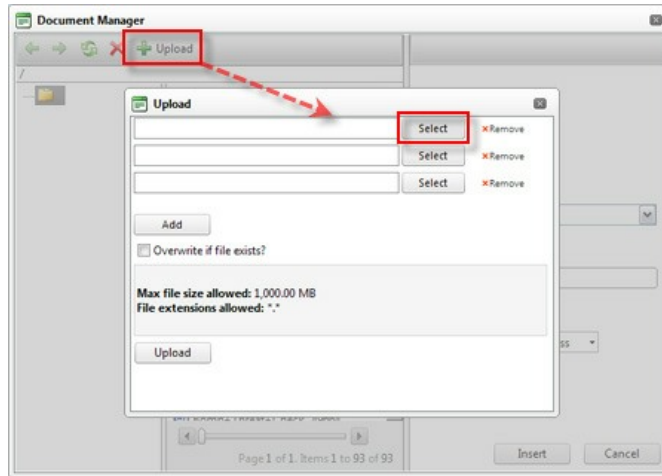 Document Manager
Upload
/
Upload
Select
×Remove
Select
×Remove
Select
×Remove
Add
Overwrite if file exists?
Max file size allowed: 1,000.00 MB
File extensions allowed: *.*
Upload
ss
Page 1 of 1. Items 1 to 93 of 93
Insert
Cancel